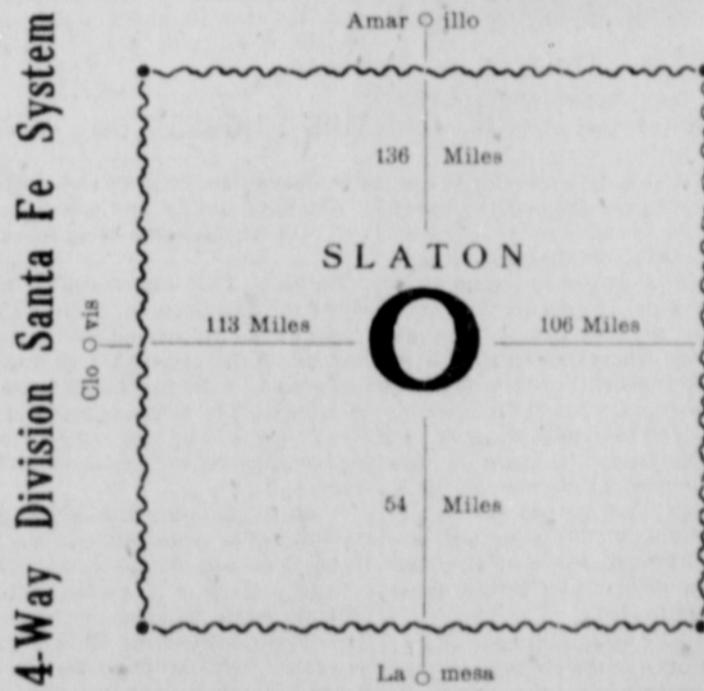 4-Way Division Santa Fe System
Amar illo
136 Miles
SLATON
113 Miles
106 Miles
Clo vis
54 Miles
La mesa